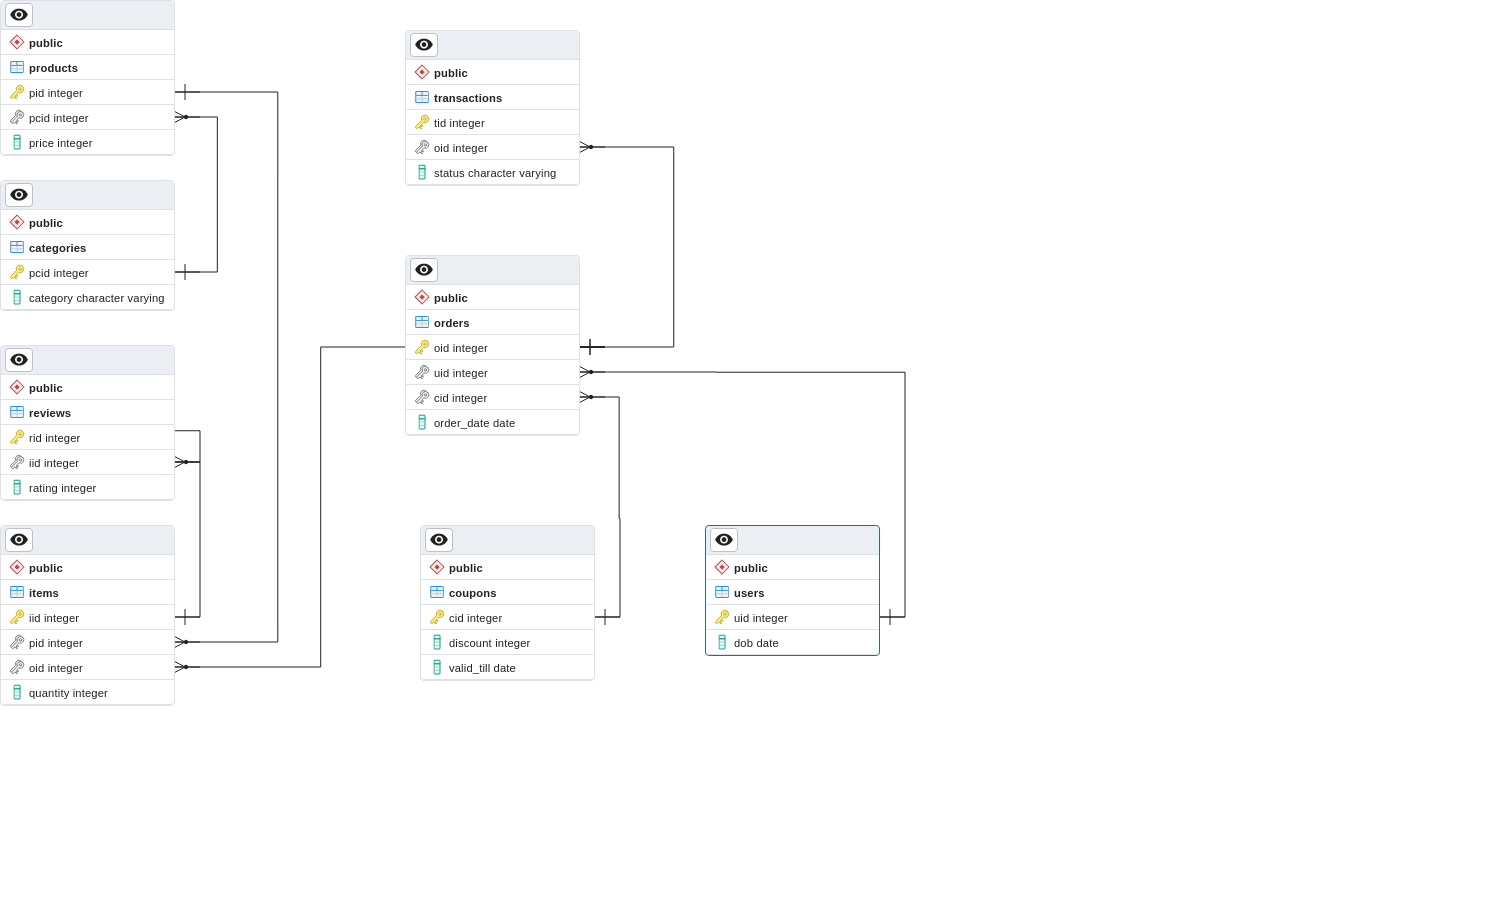 public
products
pid integer
pcid integer
price integer
public
categories
pcid integer
category character varying
public
reviews
rid integer
iid integer
rating integer
public
items
iid integer
pid integer
oid integer
quantity integer
public
transactions
tid integer
oid integer
status character varying
public
orders
oid integer
uid integer
cid integer
order_date date
public
coupons
cid integer
discount integer
valid_till date
public
users
uid integer
dob date